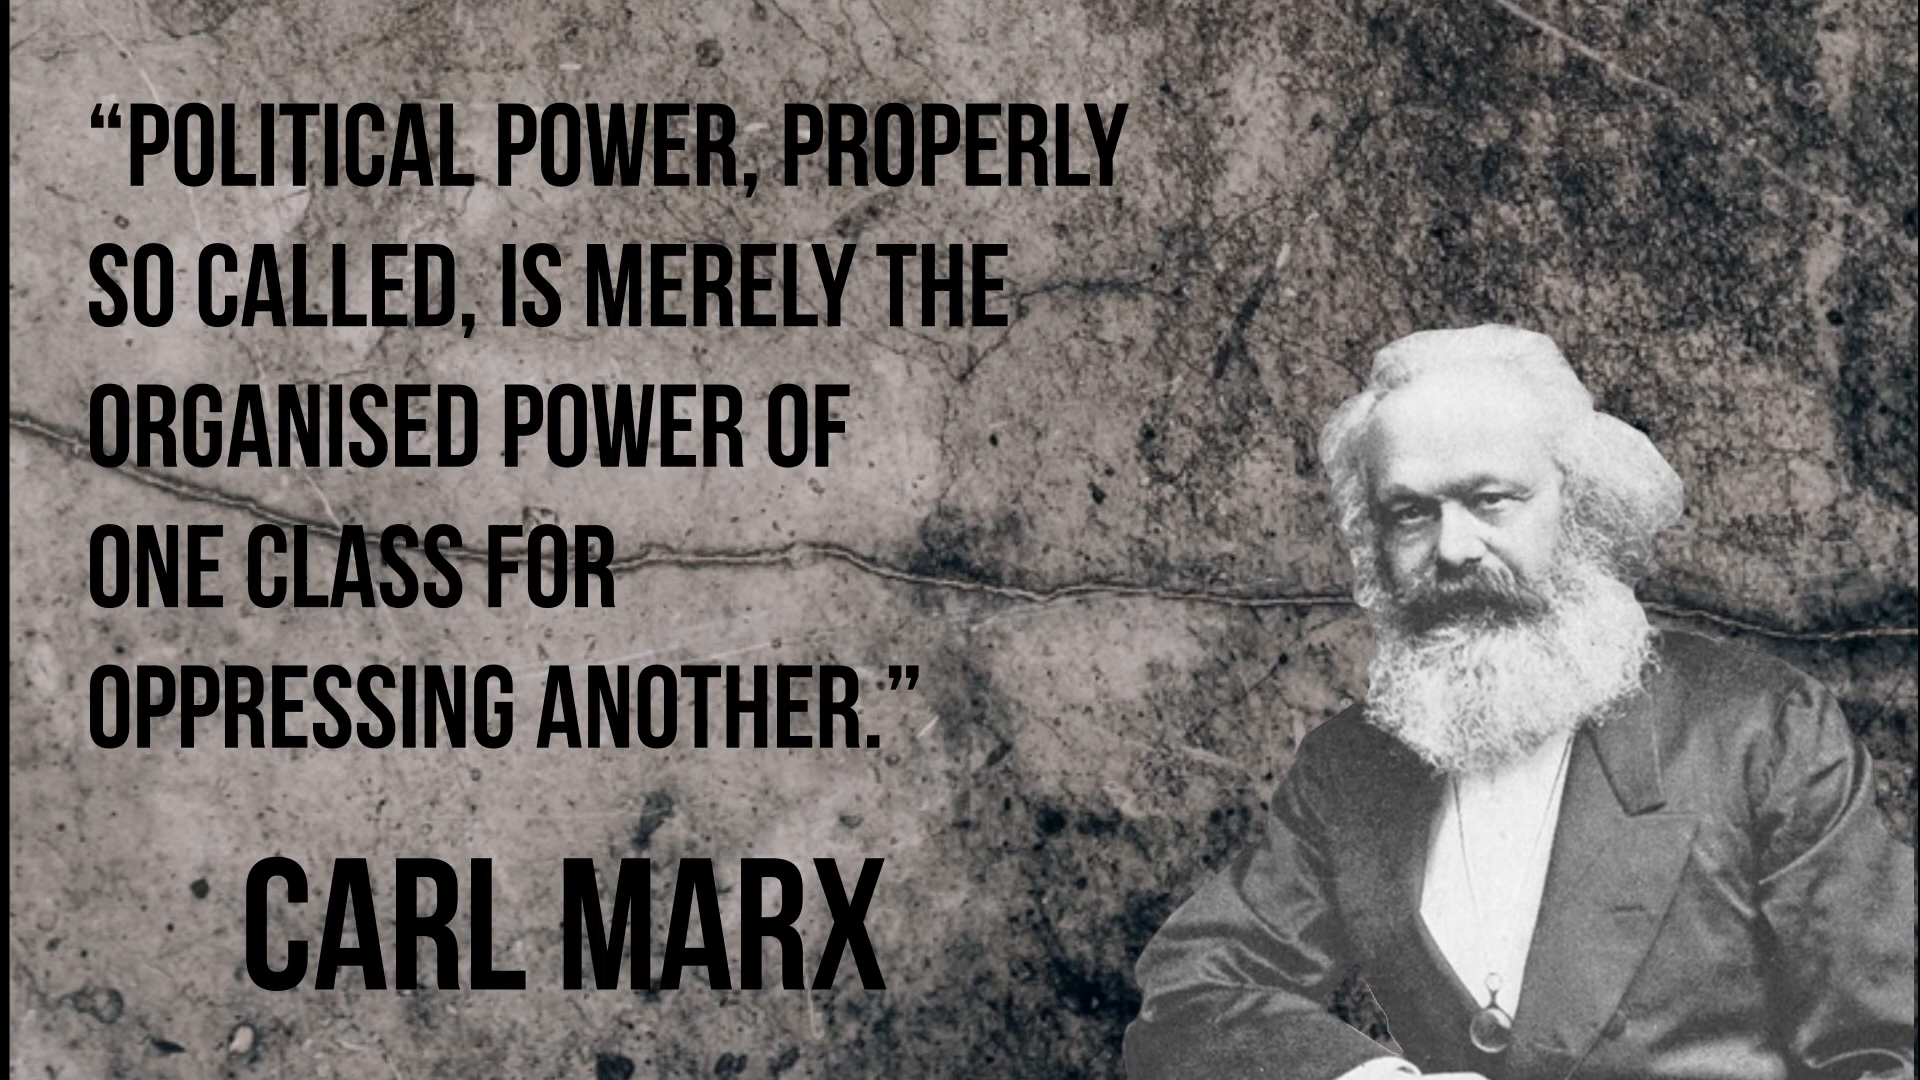 “POLITICAL POWER, PROPERLY
SO CALLED, IS MERELY THE
ORGANISED POWER OF
ONE CLASS FOR
OPPRESSING ANOTHER.”
CARL MARX